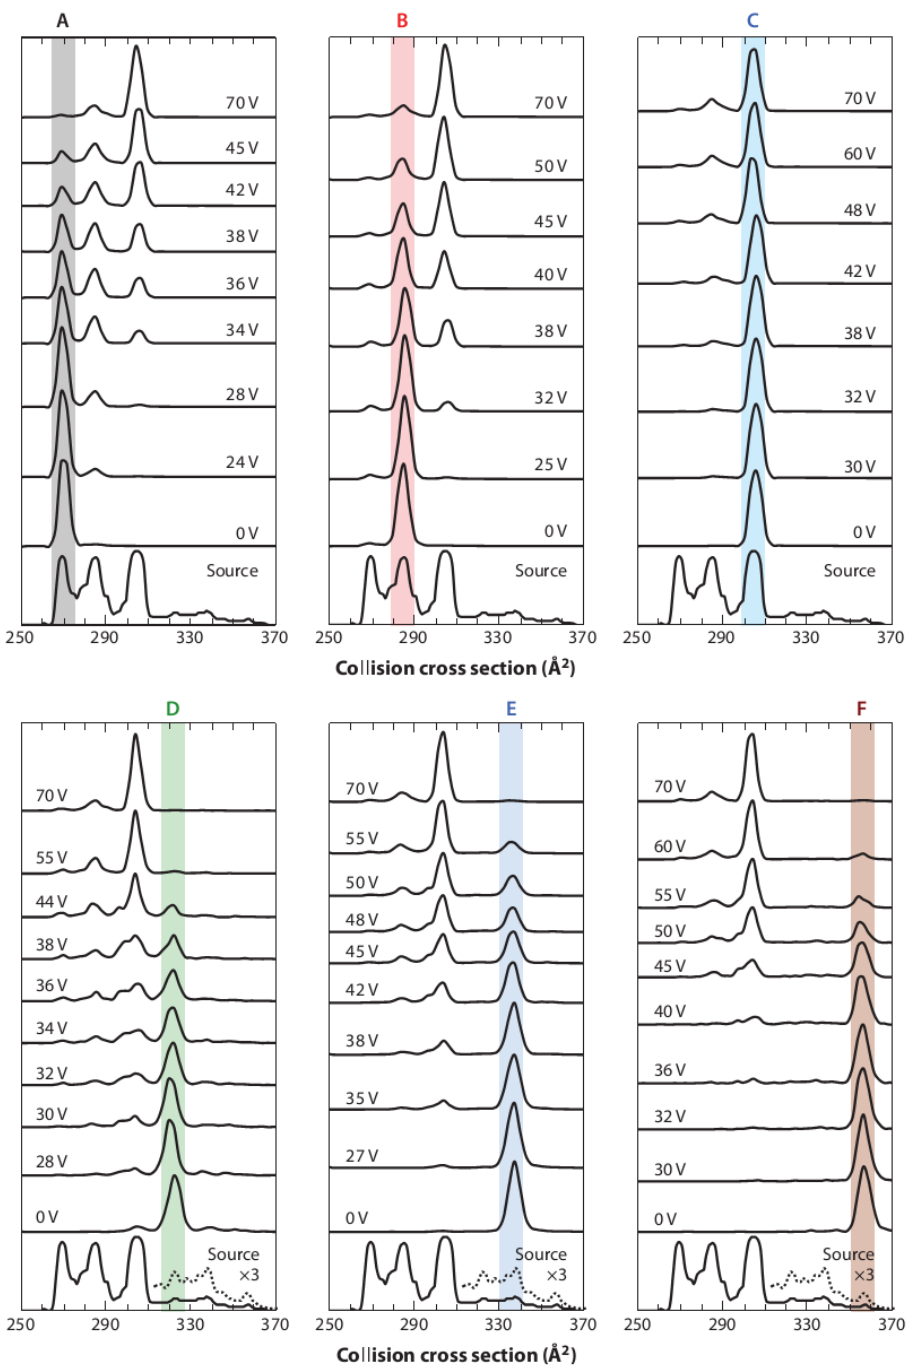 A B C
70 V 70 V 70 V
45 V 50 V 60 V
42 V 45 V 48 V
38 V 40 V 42 V
36 V 38 V 38 V
34 V 32 V 32 V
28 V 25 V 30 V
24 V 0 V 0 V
0 V
Source Source Source
250 290 330 370 250 290 330 370 250 290 330 370
Collision cross section (Å²)
D E F
70 V 70 V 70 V
55 V 55 V 60 V
44 V 50 V 55 V
38 V 48 V 50 V
36 V 45 V 45 V
34 V 42 V 40 V
32 V 38 V 36 V
30 V 35 V 32 V
28 V 27 V 30 V
0 V 0 V 0 V
Source Source Source
×3 ×3 ×3
250 290 330 370 250 290 330 370 250 290 330 370
Collision cross section (Å²)